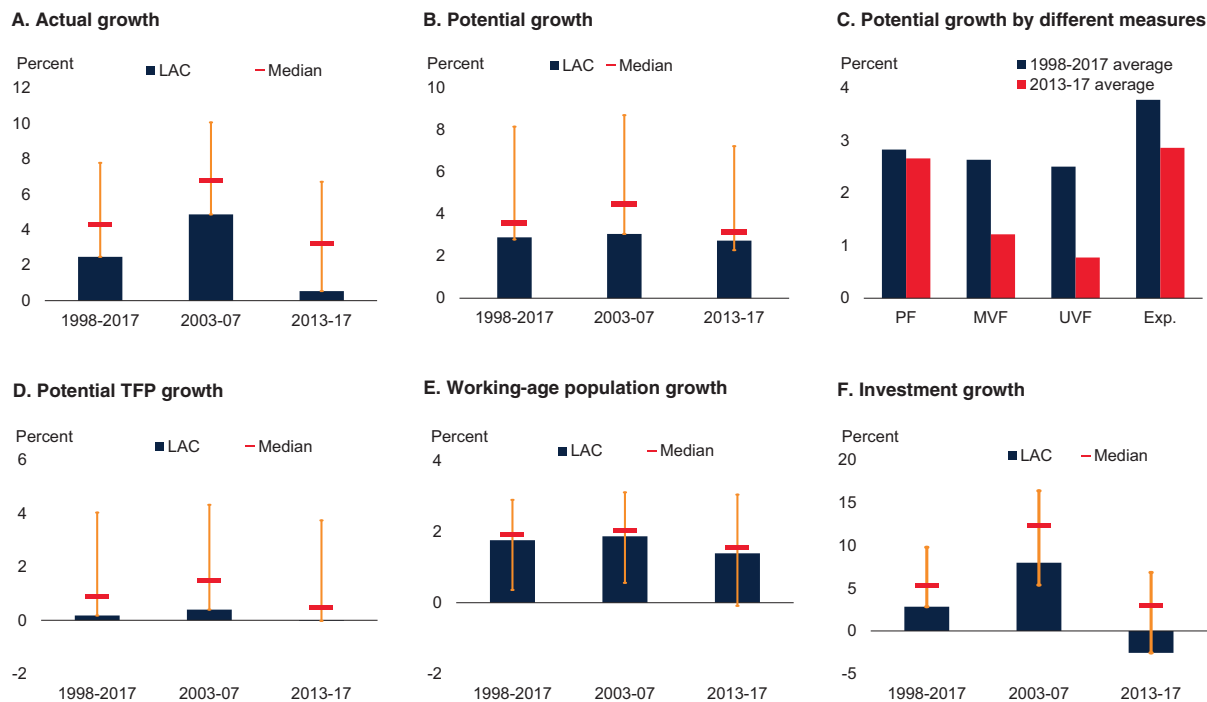 A. Actual growth
Percent
LAC Median
12
10
8
6
4
2
0
1998-2017 2003-07 2013-17
B. Potential growth
Percent
LAC Median
10
8
6
4
2
0
1998-2017 2003-07 2013-17
C. Potential growth by different measures
Percent
1998-2017 average
2013-17 average
4
3
2
1
0
PF MVF UVF Exp.
D. Potential TFP growth
Percent
LAC Median
6
4
2
0
-2
1998-2017 2003-07 2013-17
E. Working-age population growth
Percent
LAC Median
4
2
0
-2
1998-2017 2003-07 2013-17
F. Investment growth
Percent
LAC Median
20
15
10
5
0
-5
1998-2017 2003-07 2013-17